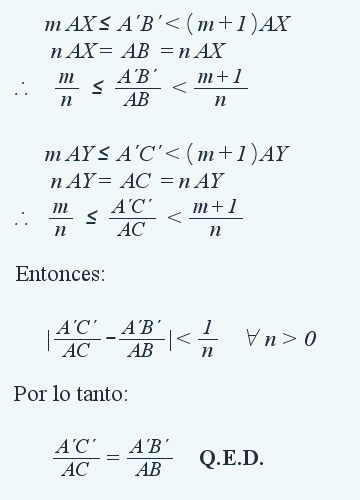 m AX ≤ A´B´ < ( m + 1 ) AX
n AX = AB = n AX
∴ m/n ≤ A´B´/AB < m + 1/n
m AY ≤ A´C´ < ( m + 1 ) AY
n AY = AC = n AY
∴ m/n ≤ A´C´/AC < m + 1/n
Entonces:
|A´C´/AC - A´B´/AB| < 1/n ∀ n > 0
Por lo tanto:
A´C´/AC = A´B´/AB Q.E.D.